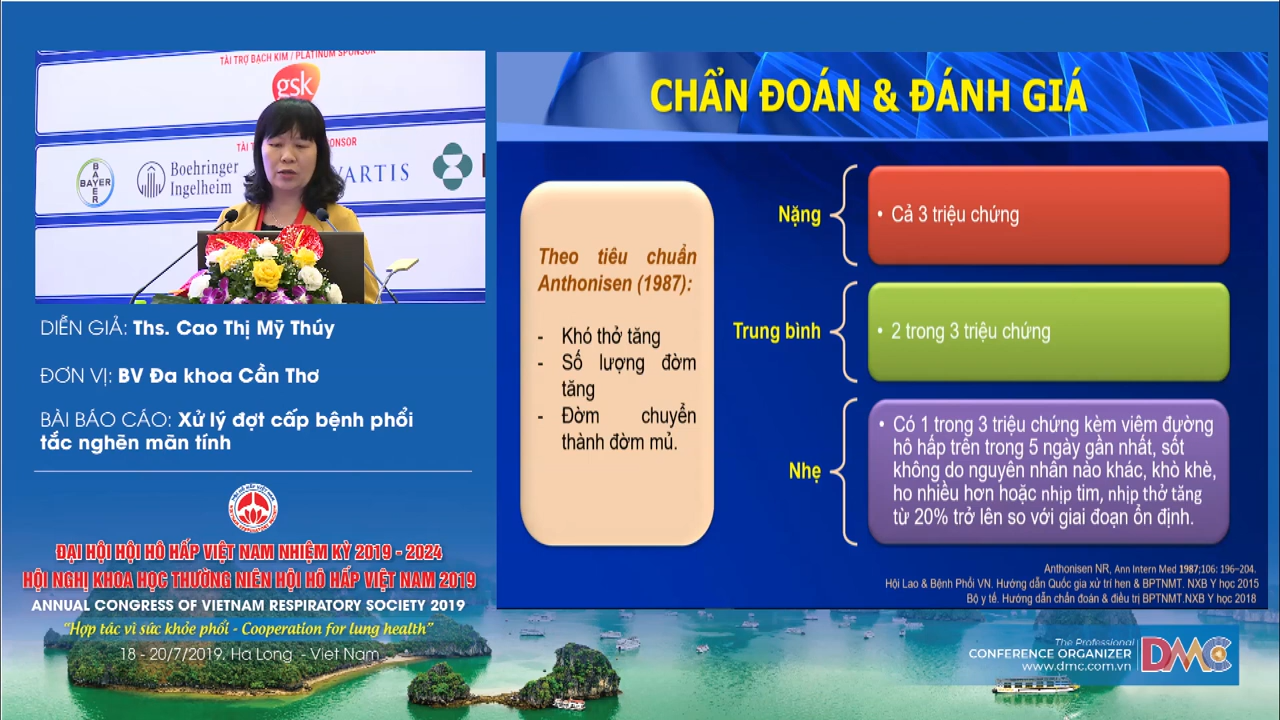 TÀI TRỢ BẠCH KIM / PLATINUM SPONSOR
gsk
BAYER
BAYER
Boehringer
Ingelheim
DIỄN GIẢ: Ths. Cao Thị Mỹ Thúy
ĐƠN VỊ: BV Đa khoa Cần Thơ
BÀI BÁO CÁO: Xử lý đợt cấp bệnh phổi
tắc nghẽn mãn tính
ĐẠI HỘI HỘI HÔ HẤP VIỆT NAM NHIỆM KỲ 2019 - 2024
HỘI NGHỊ KHOA HỌC THƯỜNG NIÊN HỘI HÔ HẤP VIỆT NAM 2019
ANNUAL CONGRESS OF VIETNAM RESPIRATORY SOCIETY 2019
“Hợp tác vì sức khỏe phổi - Cooperation for lung health”
18 - 20/7/2019. Ha Long - Viet Nam
CHẨN ĐOÁN & ĐÁNH GIÁ
Theo tiêu chuẩn
Anthonisen (1987):
- Khó thở tăng
- Số lượng đờm
tăng
- Đờm chuyển
thành đờm mủ.
Nặng
• Cả 3 triệu chứng
Trung bình
• 2 trong 3 triệu chứng
Nhẹ
• Có 1 trong 3 triệu chứng kèm viêm đường
hô hấp trên trong 5 ngày gần nhất, sốt
không do nguyên nhân nào khác, khò khè,
ho nhiều hơn hoặc nhịp tim, nhịp thở tăng
từ 20% trở lên so với giai đoạn ổn định.
Anthonisen NR, Ann Intern Med 1987;106: 196–204.
Hội Lao & Bệnh Phổi VN. Hướng dẫn Quốc gia xử trí hen & BPTNMT. NXB Y học 2015
Bộ y tế. Hướng dẫn chẩn đoán & điều trị BPTNMT.NXB Y học 2018
The Professional
CONFERENCE ORGANIZER
www.dmc.com.vn
DMC